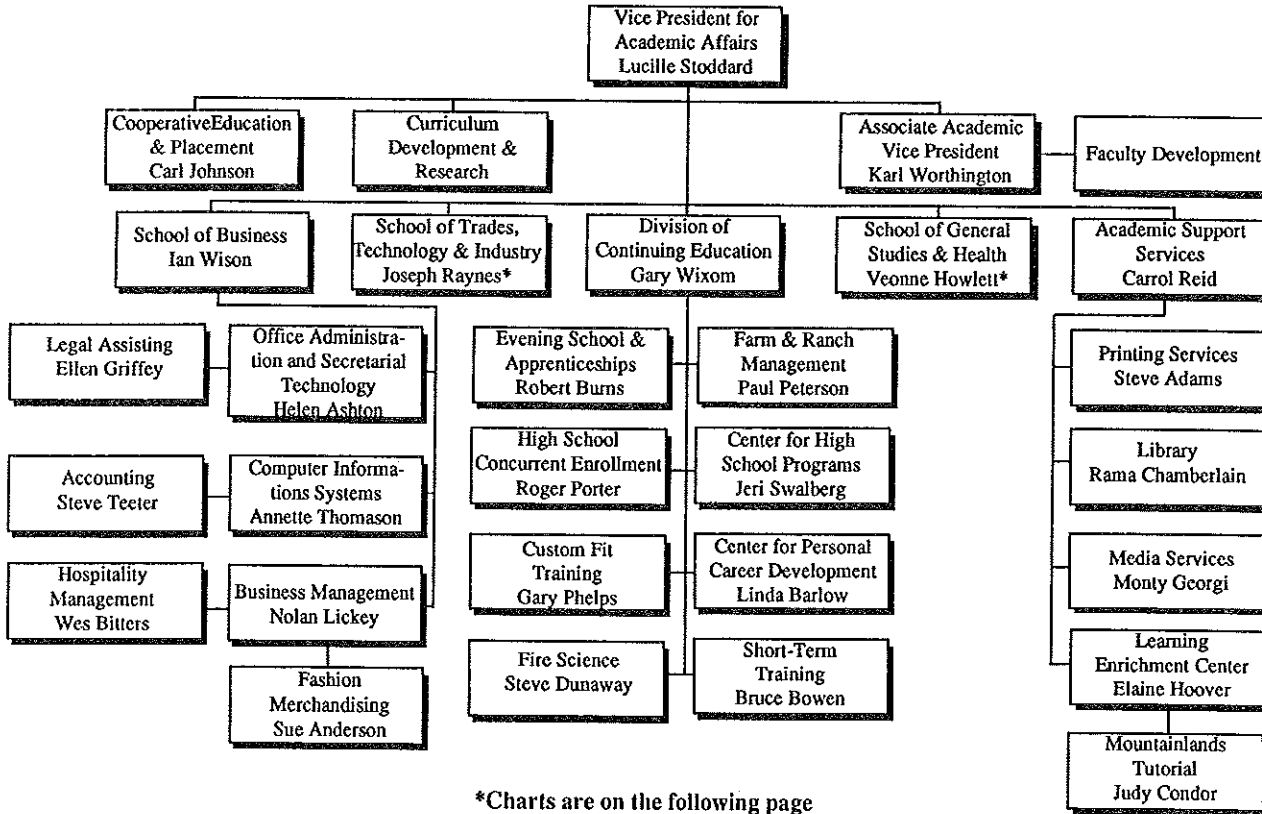 Vice President for
Academic Affairs
Lucille Stoddard
CooperativeEducation
& Placement
Carl Johnson
Curriculum
Development &
Research
Associate Academic
Vice President
Karl Worthington
Faculty Development
School of Business
Ian Wison
School of Trades,
Technology & Industry
Joseph Raynes*
Division of
Continuing Education
Gary Wixom
School of General
Studies & Health
Veonne Howlett*
Academic Support
Services
Carrol Reid
Legal Assisting
Ellen Griffey
Office Administra-
tion and Secretarial
Technology
Helen Ashton
Evening School &
Apprenticeships
Robert Burns
Farm & Ranch
Management
Paul Peterson
Printing Services
Steve Adams
Accounting
Steve Teeter
Computer Informa-
tions Systems
Annette Thomason
High School
Concurrent Enrollment
Roger Porter
Center for High
School Programs
Jeri Swalberg
Library
Rama Chamberlain
Hospitality
Management
Wes Bitters
Business Management
Nolan Lickey
Custom Fit
Training
Gary Phelps
Center for Personal
Career Development
Linda Barlow
Media Services
Monty Georgi
Fashion
Merchandising
Sue Anderson
Fire Science
Steve Dunaway
Short-Term
Training
Bruce Bowen
Learning
Enrichment Center
Elaine Hoover
Mountainlands
Tutorial
Judy Condor
*Charts are on the following page